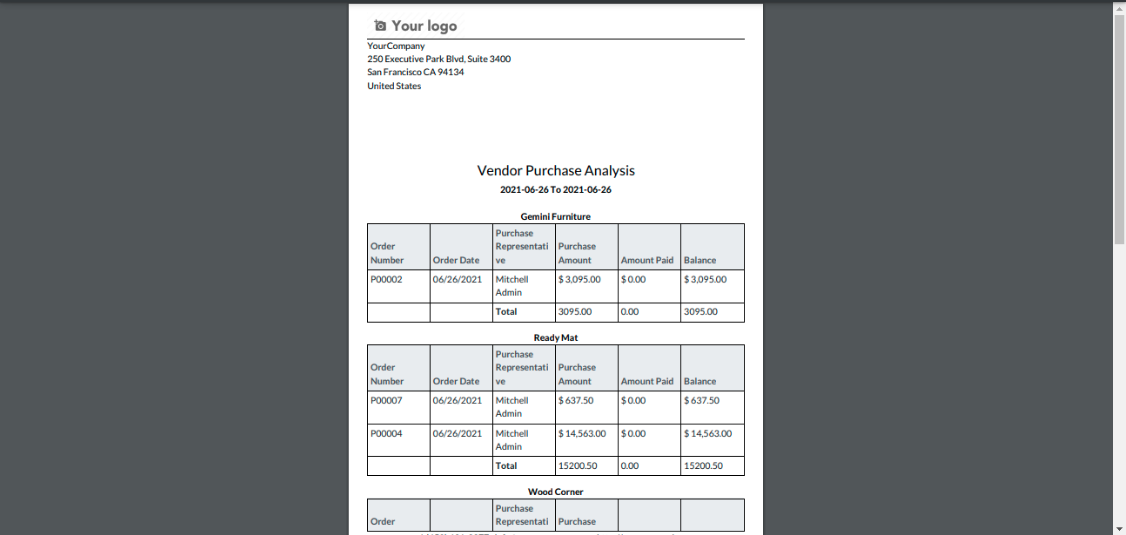 Your logo
YourCompany
250 Executive Park Blvd, Suite 3400
San Francisco CA 94134
United States
Vendor Purchase Analysis
2021-06-26 To 2021-06-26
Gemini Furniture
Purchase
Order Representati Purchase
Number Order Date ve Amount Amount Paid Balance
P00002 06/26/2021 Mitchell $ 3,095.00 $ 0.00 $ 3,095.00
Admin
Total 3095.00 0.00 3095.00
Ready Mat
Purchase
Order Representati Purchase
Number Order Date ve Amount Amount Paid Balance
P00007 06/26/2021 Mitchell $ 637.50 $ 0.00 $ 637.50
Admin
P00004 06/26/2021 Mitchell $ 14,563.00 $ 0.00 $ 14,563.00
Admin
Total 15200.50 0.00 15200.50
Wood Corner
Purchase
Order Representati Purchase